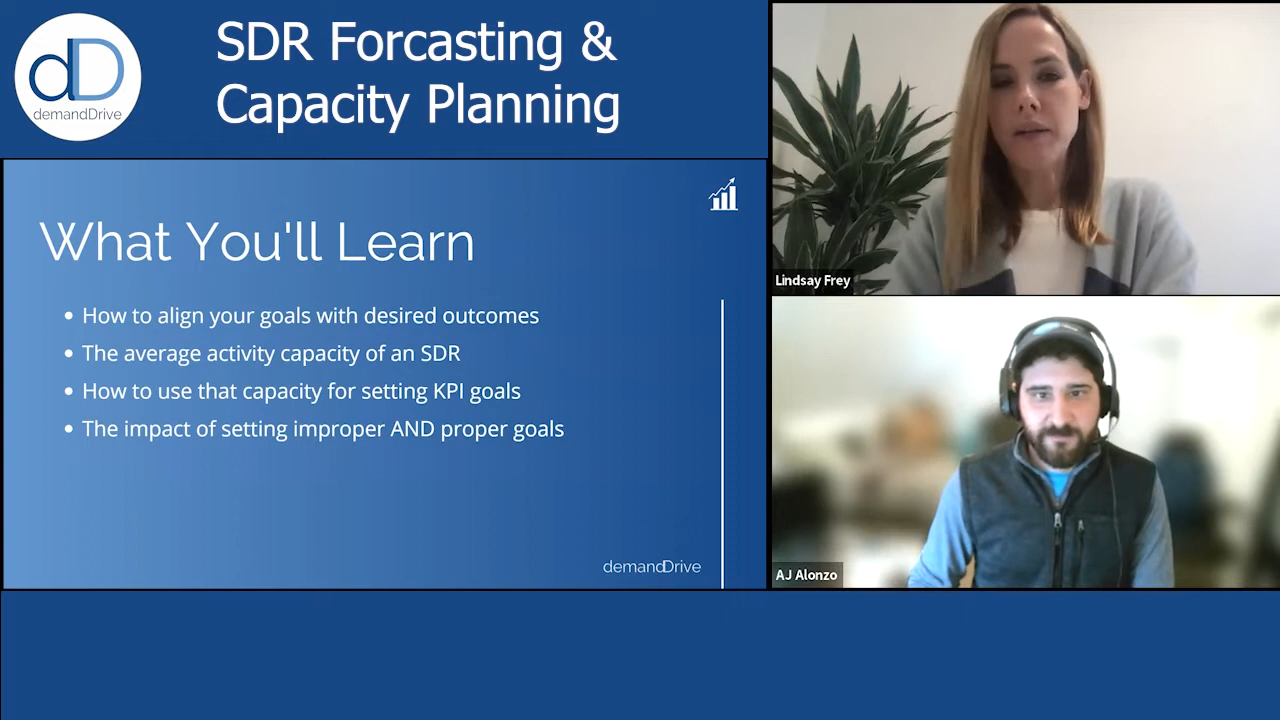 dD
demandDrive
SDR Forcasting &
Capacity Planning
What You'll Learn
• How to align your goals with desired outcomes
• The average activity capacity of an SDR
• How to use that capacity for setting KPI goals
• The impact of setting improper AND proper goals
demandDrive
Lindsay Frey
AJ Alonzo